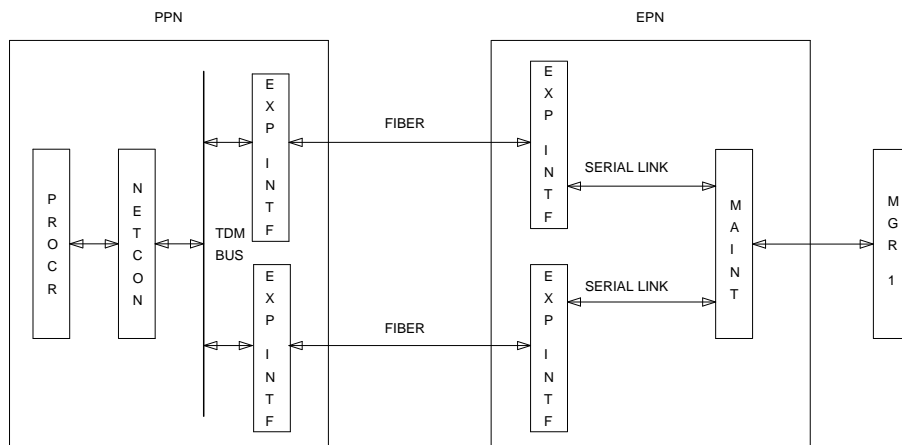 PPN
EPN
PROCR
NETCON
TDM
BUS
EXP INTF
EXP INTF
FIBER
FIBER
EXP INTF
EXP INTF
SERIAL LINK
SERIAL LINK
MAINT
MGR 1